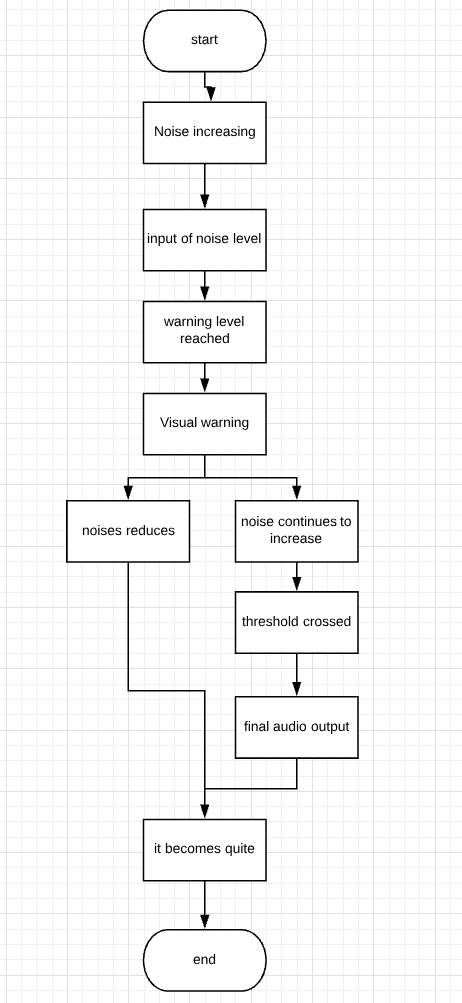 start
Noise increasing
input of noise level
warning level
reached
Visual warning
noises reduces
noise continues to
increase
threshold crossed
final audio output
it becomes quite
end